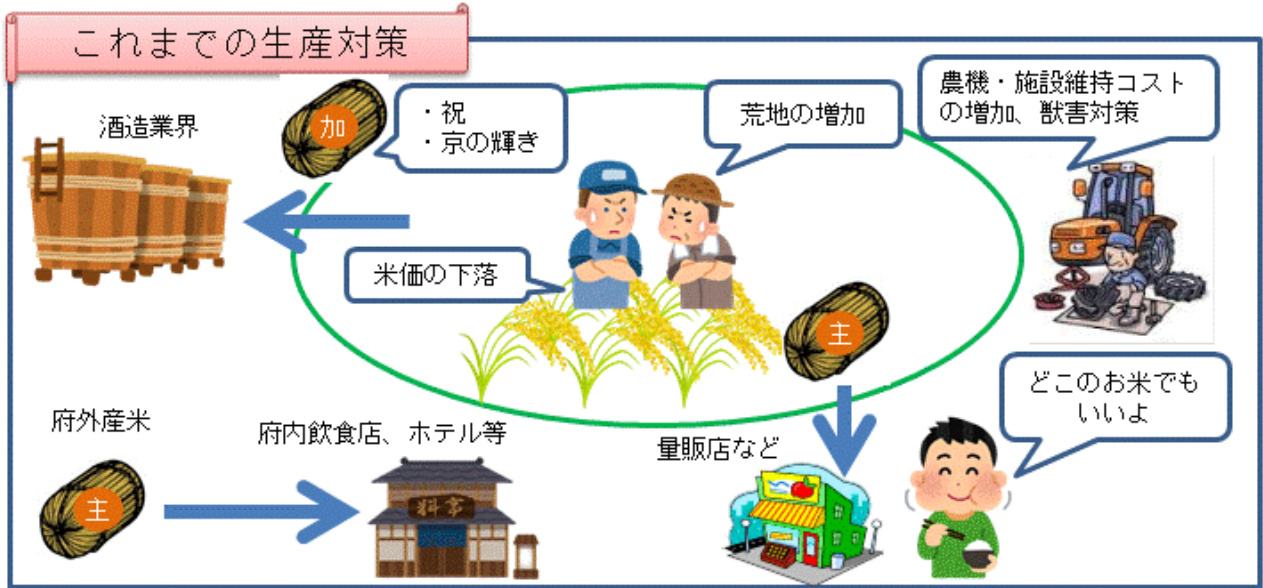 これまでの生産対策
酒造業界
加
・祝
・京の輝き
荒地の増加
農機・施設維持コスト
の増加、獣害対策
米価の下落
主
どこのお米でも
いいよ
府外産米
主
府内飲食店、ホテル等
料亭
量販店など